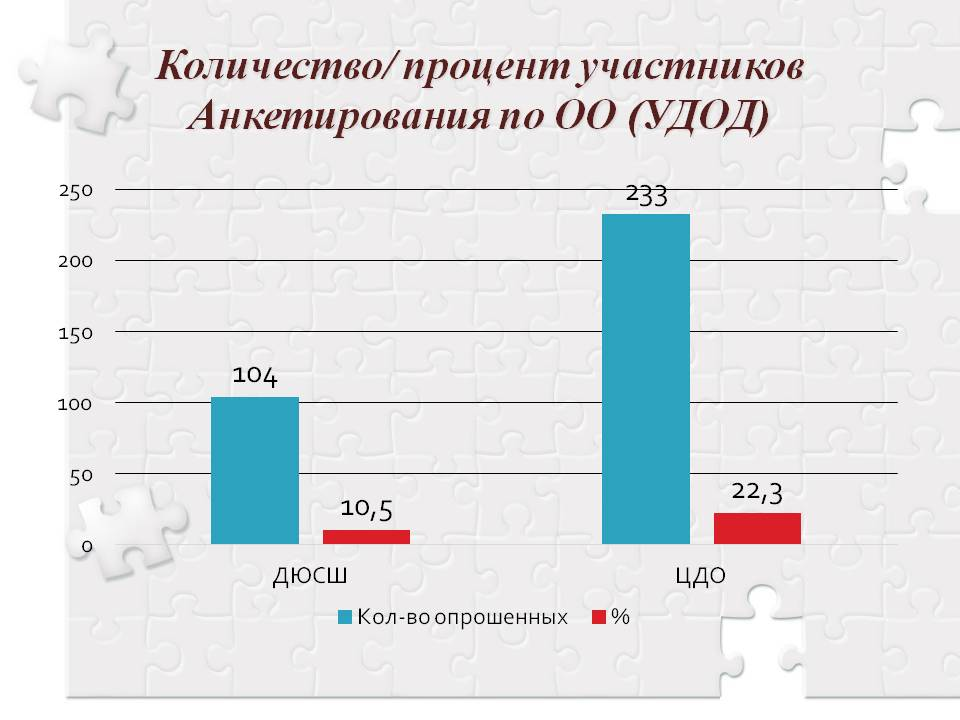 Количество/ процент участников
Анкетирования по ОО (УДОД)
250
200
150
100
50
0
233
104
22,3
10,5
ДЮСШ
ЦДО
Кол-во опрошенных
%